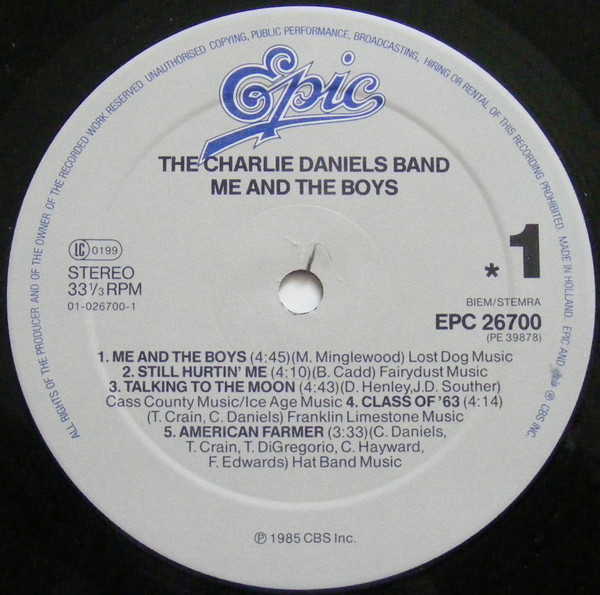 ALL RIGHTS OF THE PRODUCER AND OF THE OWNER OF THE RECORDED WORK RESERVED UNAUTHORISED COPYING, PUBLIC PERFORMANCE, BROADCASTING, HIRING OR RENTAL OF THIS RECORDING PROHIBITED. MADE IN HOLLAND. EPIC AND ℗ CBS INC.
Epic
THE CHARLIE DANIELS BAND
ME AND THE BOYS
LC 0199
STEREO
33 1/3 RPM
01-026700-1
* 1
BIEM/STEMRA
EPC 26700
(PE 39878)
1. ME AND THE BOYS (4:45)(M. Minglewood) Lost Dog Music
2. STILL HURTIN' ME (4:10)(B. Cadd) Fairydust Music
3. TALKING TO THE MOON (4:43)(D. Henley,J.D. Souther)
Cass County Music/Ice Age Music 4. CLASS OF '63 (4:14)
(T. Crain, C. Daniels) Franklin Limestone Music
5. AMERICAN FARMER (3:33)(C. Daniels,
T. Crain, T. DiGregorio, C. Hayward,
F. Edwards) Hat Band Music
℗ 1985 CBS Inc.